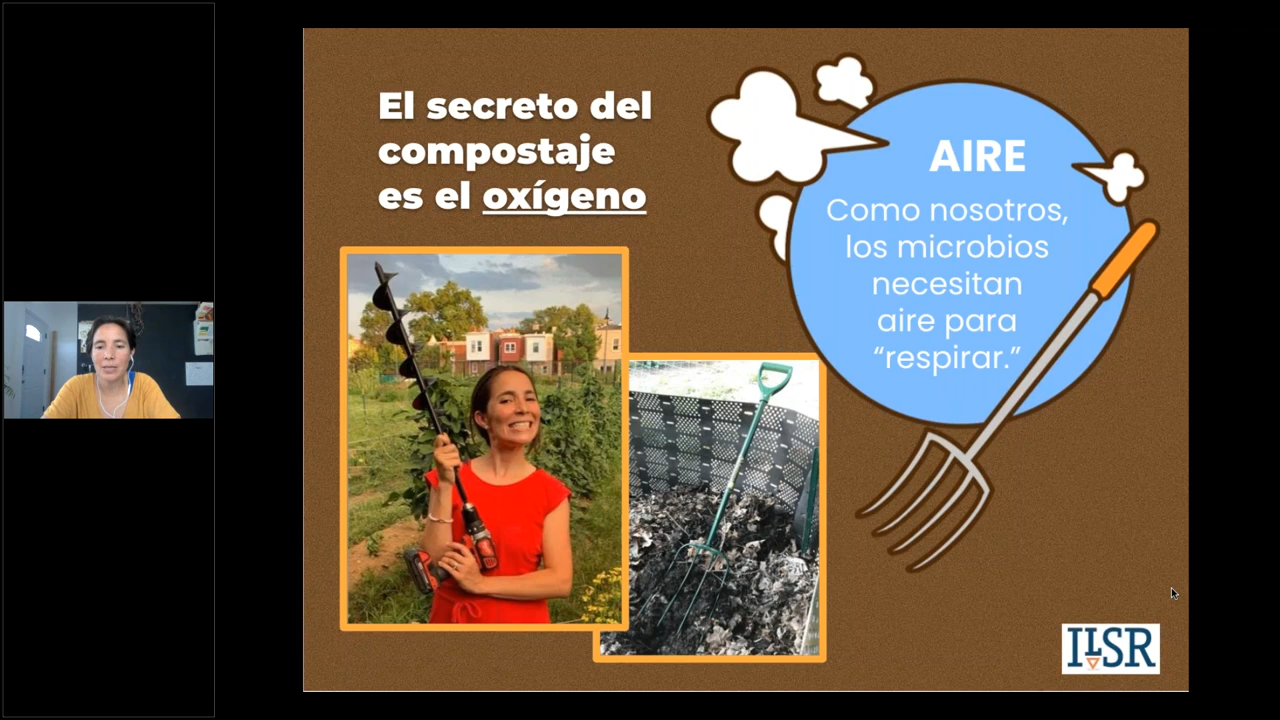 El secreto del
compostaje
es el oxígeno
AIRE
Como nosotros,
los microbios
necesitan
aire para
“respirar.”
ILSR